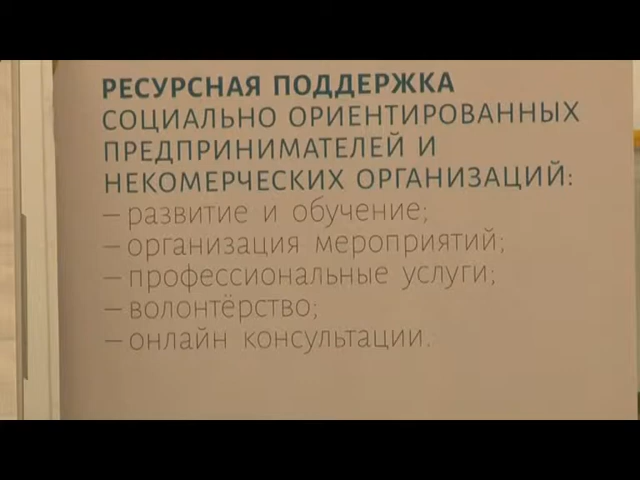 РЕСУРСНАЯ ПОДДЕРЖКА
СОЦИАЛЬНО ОРИЕНТИРОВАННЫХ
ПРЕДПРИНИМАТЕЛЕЙ И
НЕКОМЕРЧЕСКИХ ОРГАНИЗАЦИЙ:
– развитие и обучение;
– организация мероприятий;
– профессиональные услуги;
– волонтёрство;
– онлайн консультации.